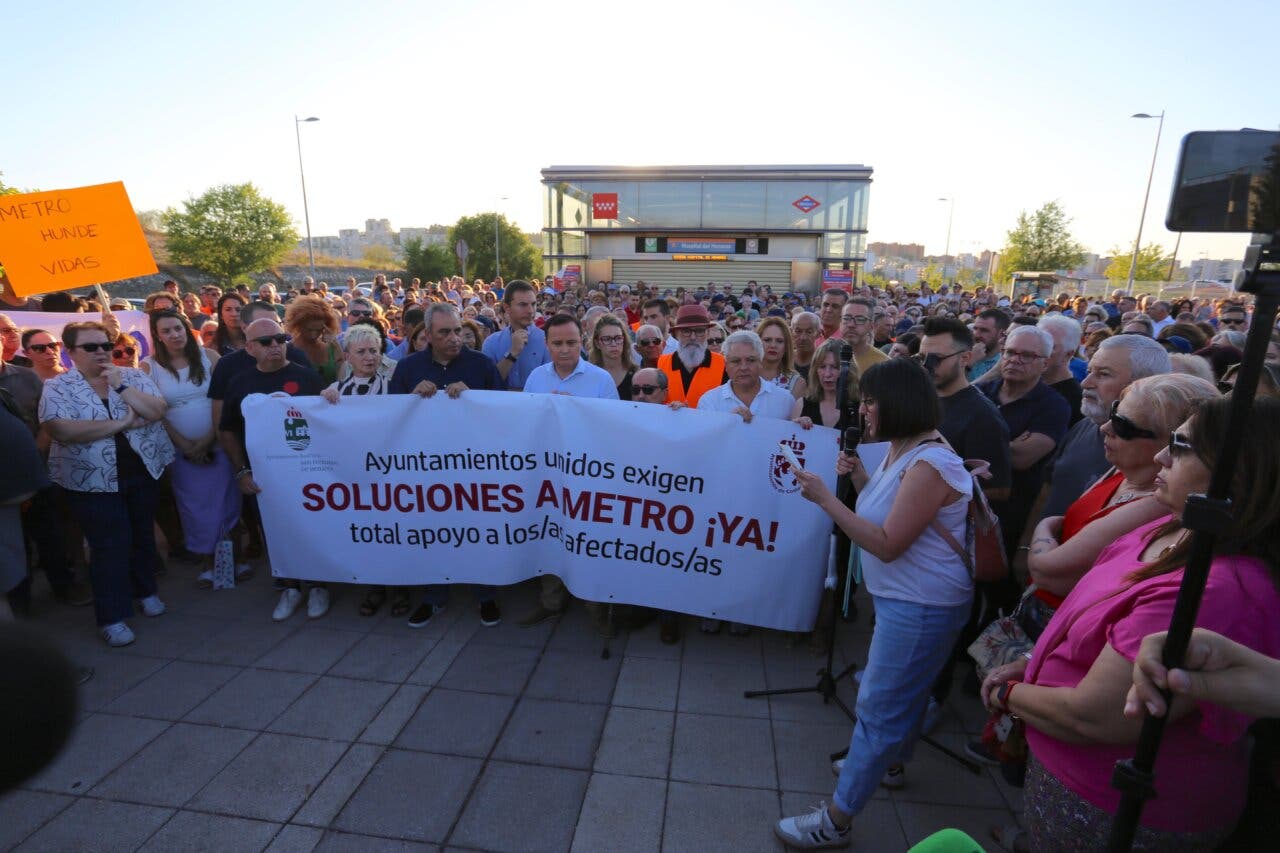 METRO
HUNDE
VIDAS
Ayuntamientos unidos exigen
SOLUCIONES A METRO ¡YA!
total apoyo a los/as afectados/as